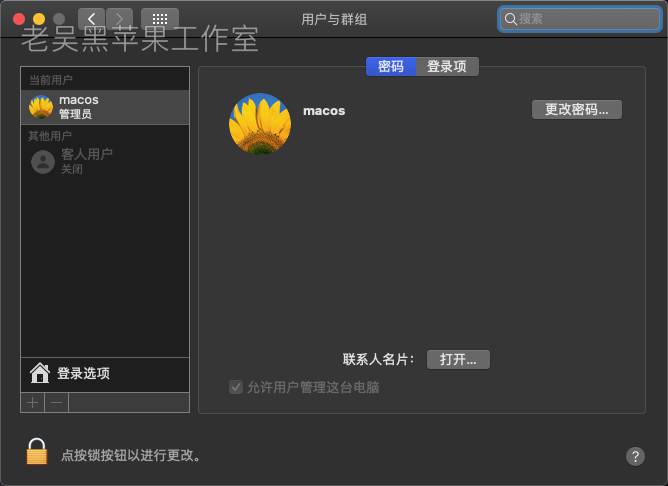 用户与群组
搜索
老吴黑苹果工作室
密码 登录项
当前用户
macos
管理员
其他用户
客人用户
关闭
macos
更改密码...
联系人名片： 打开...
允许用户管理这台电脑
登录选项
点按锁按钮以进行更改。
?